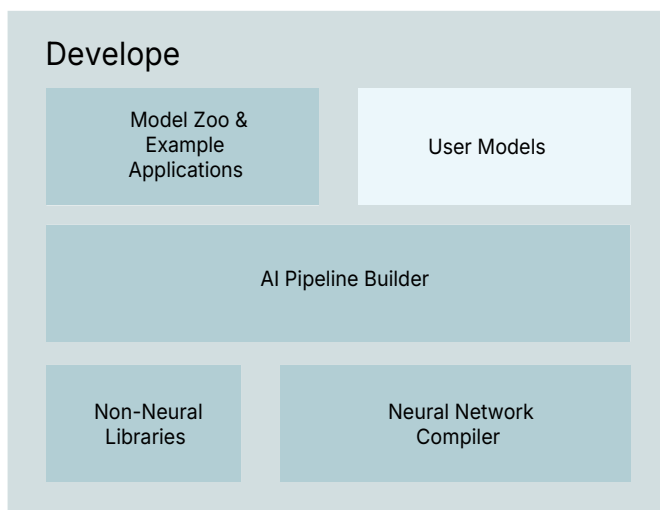 Develope
Model Zoo &
Example
Applications
User Models
AI Pipeline Builder
Non-Neural
Libraries
Neural Network
Compiler